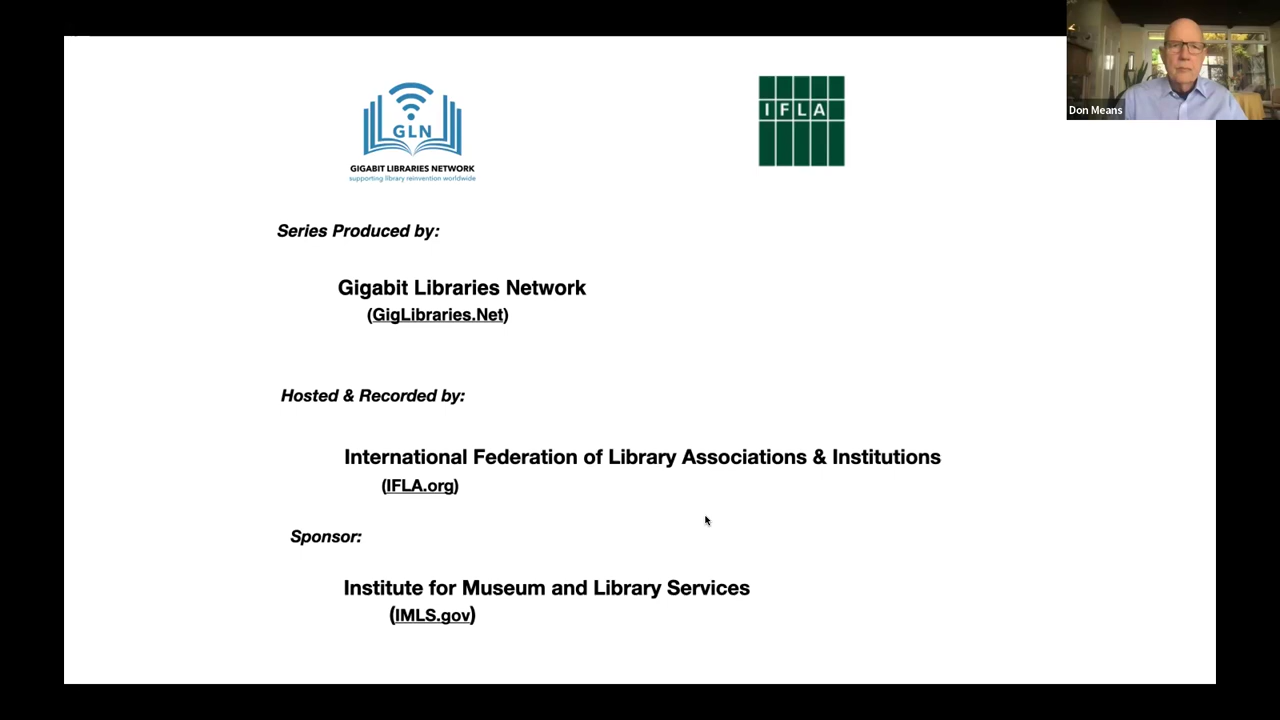 Don Means
GLN
IFLA
GIGABIT LIBRARIES NETWORK
supporting library reinvention worldwide
Series Produced by:
Gigabit Libraries Network
(GigLibraries.Net)
Hosted & Recorded by:
International Federation of Library Associations & Institutions
(IFLA.org)
Sponsor:
Institute for Museum and Library Services
(IMLS.gov)